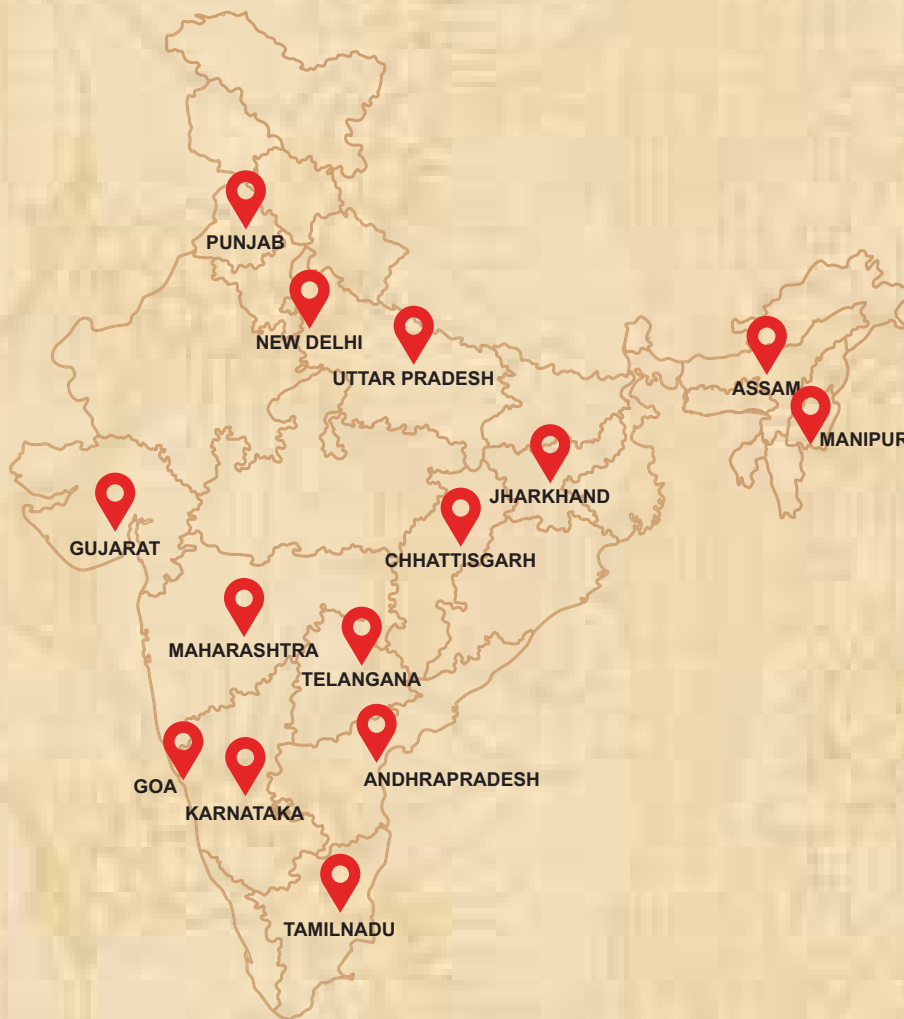 PUNJAB
NEW DELHI
UTTAR PRADESH
ASSAM
MANIPUR
JHARKHAND
GUJARAT
CHHATTISGARH
MAHARASHTRA
TELANGANA
ANDHRAPRADESH
GOA
KARNATAKA
TAMILNADU